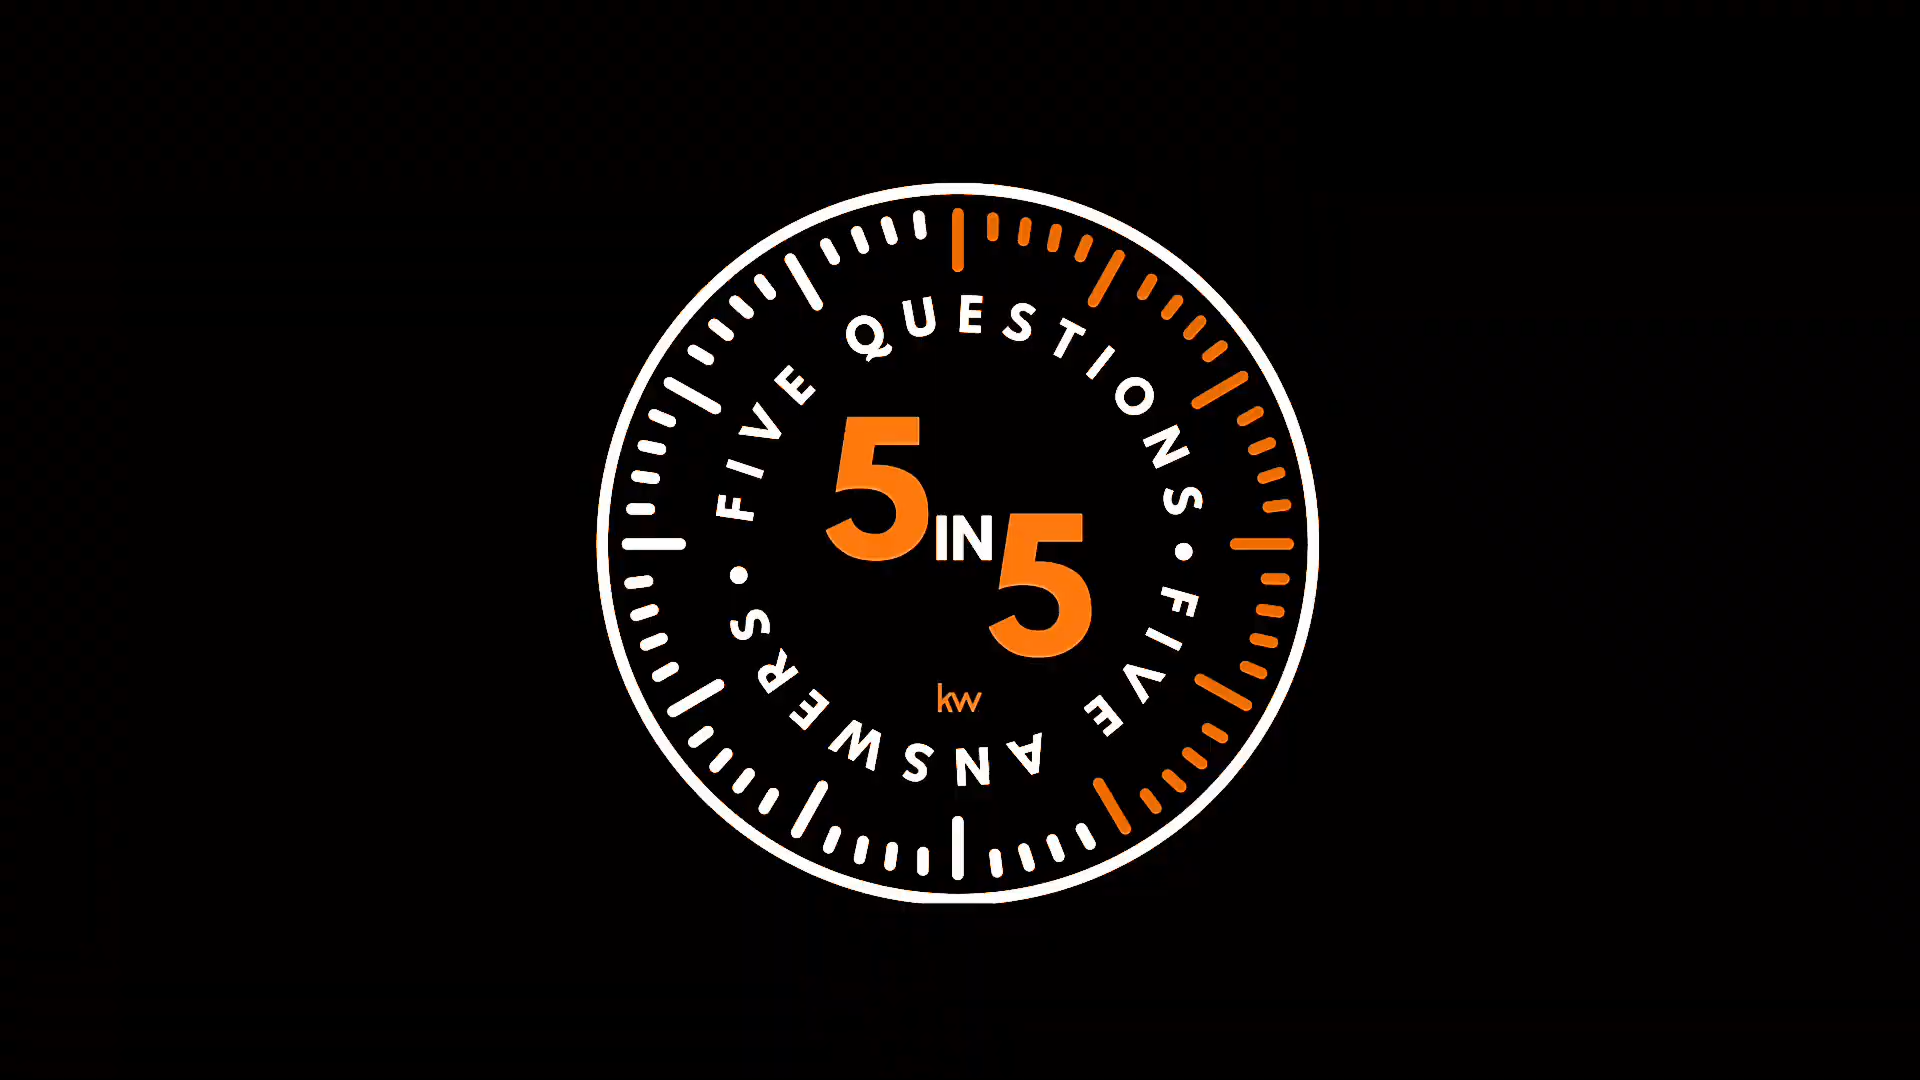 FIVE QUESTIONS • FIVE ANSWERS •
5 IN 5
kw